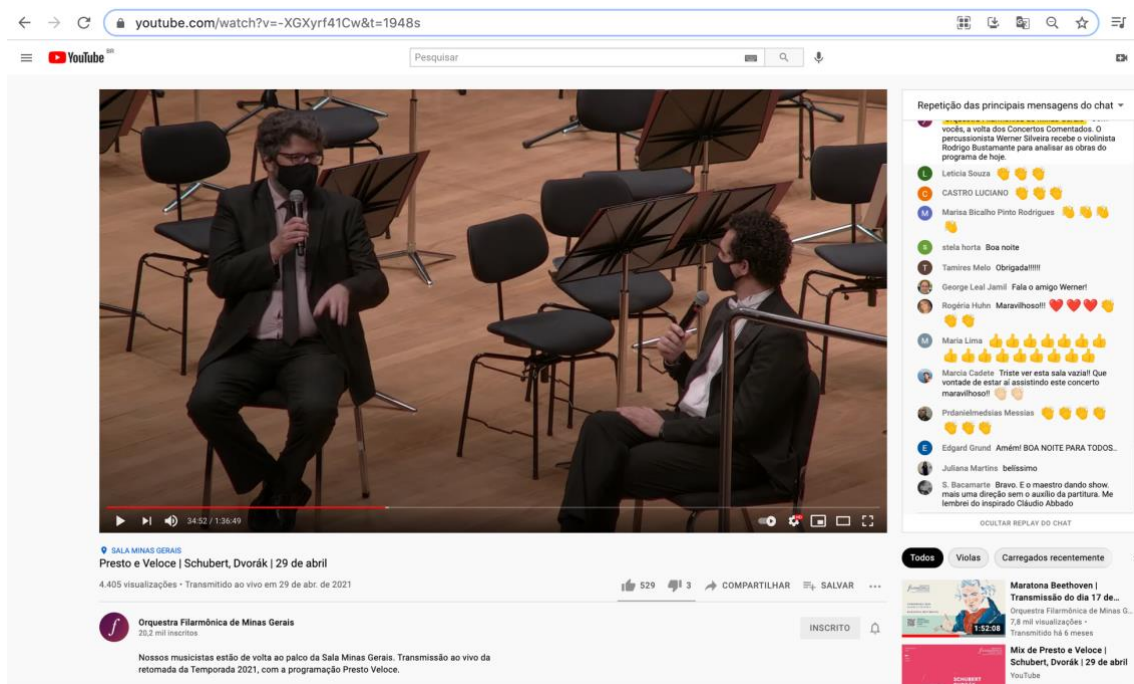 youtube.com/watch?v=-XGXyrf41Cw&t=1948s
YouTube BR
Pesquisar
Repetição das principais mensagens do chat
vocês, a volta dos Concertos Comentados. O
percussionista Werner Silveira recebe o violinista
Rodrigo Bustamante para analisar as obras do
programa de hoje.
L Leticia Souza
C CASTRO LUCIANO
M Marisa Bicalho Pinto Rodrigues
s stela horta Boa noite
T Tamires Melo Obrigada!!!!!!
George Leal Jamil Fala o amigo Werner!
Rogéria Huhn Maravilhoso!!!
M Maria Lima
Marcia Cadete Triste ver esta sala vazia!! Que
vontade de estar aí assistindo este concerto
maravilhoso!!
Prdanielmedsias Messias
E Edgard Grund Amém! BOA NOITE PARA TODOS..
Juliana Martins belíssimo
S. Bacamarte Bravo. E o maestro dando show.
mais uma direção sem o auxílio da partitura. Me
lembrei do inspirado Cláudio Abbado
OCULTAR REPLAY DO CHAT
34:52 / 1:36:49
SALA MINAS GERAIS
Presto e Veloce | Schubert, Dvorák | 29 de abril
4.405 visualizações • Transmitido ao vivo em 29 de abr. de 2021
529 3 COMPARTILHAR SALVAR
Orquestra Filarmônica de Minas Gerais
20,2 mil inscritos
INSCRITO
Nossos musicistas estão de volta ao palco da Sala Minas Gerais. Transmissão ao vivo da
retomada da Temporada 2021, com a programação Presto Veloce.
Todos Violas Carregados recentemente
1:52:08
Maratona Beethoven |
Transmissão do dia 17 de...
Orquestra Filarmônica de Minas G...
7,8 mil visualizações •
Transmitido há 6 meses
SCHUBERT
Mix de Presto e Veloce |
Schubert, Dvorák | 29 de abril
YouTube